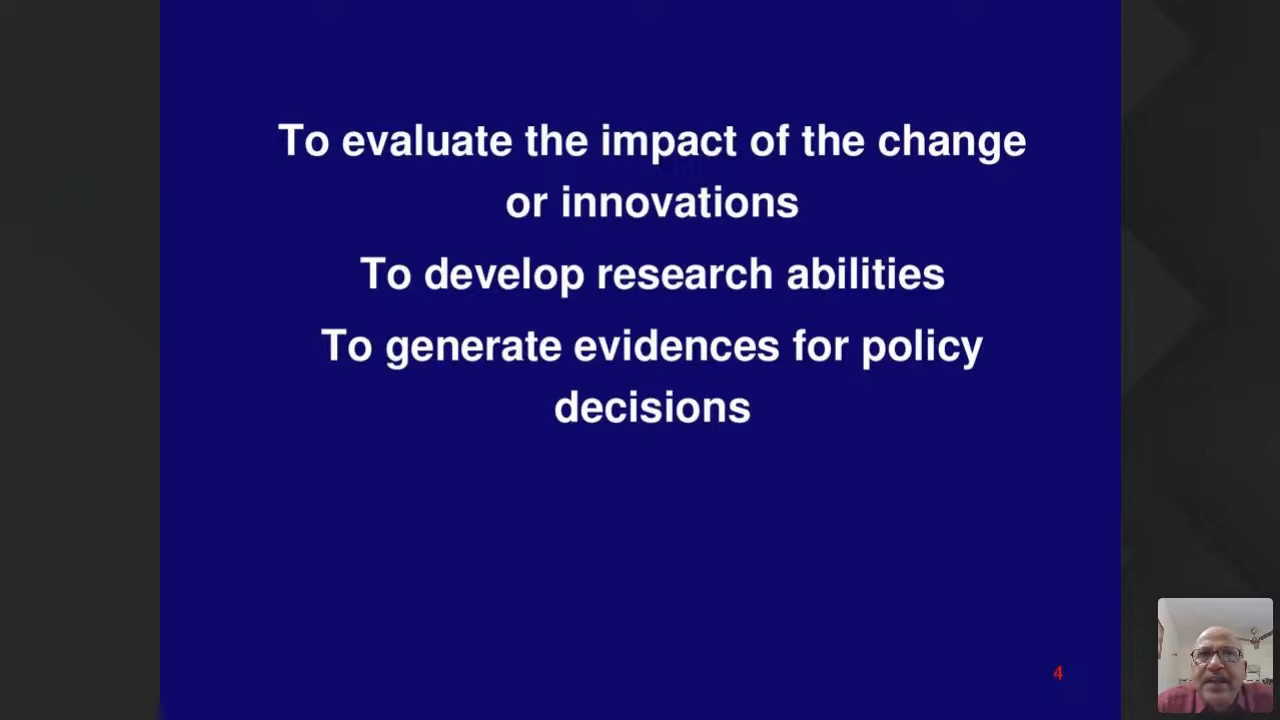 To evaluate the impact of the change
or innovations
To develop research abilities
To generate evidences for policy
decisions
4